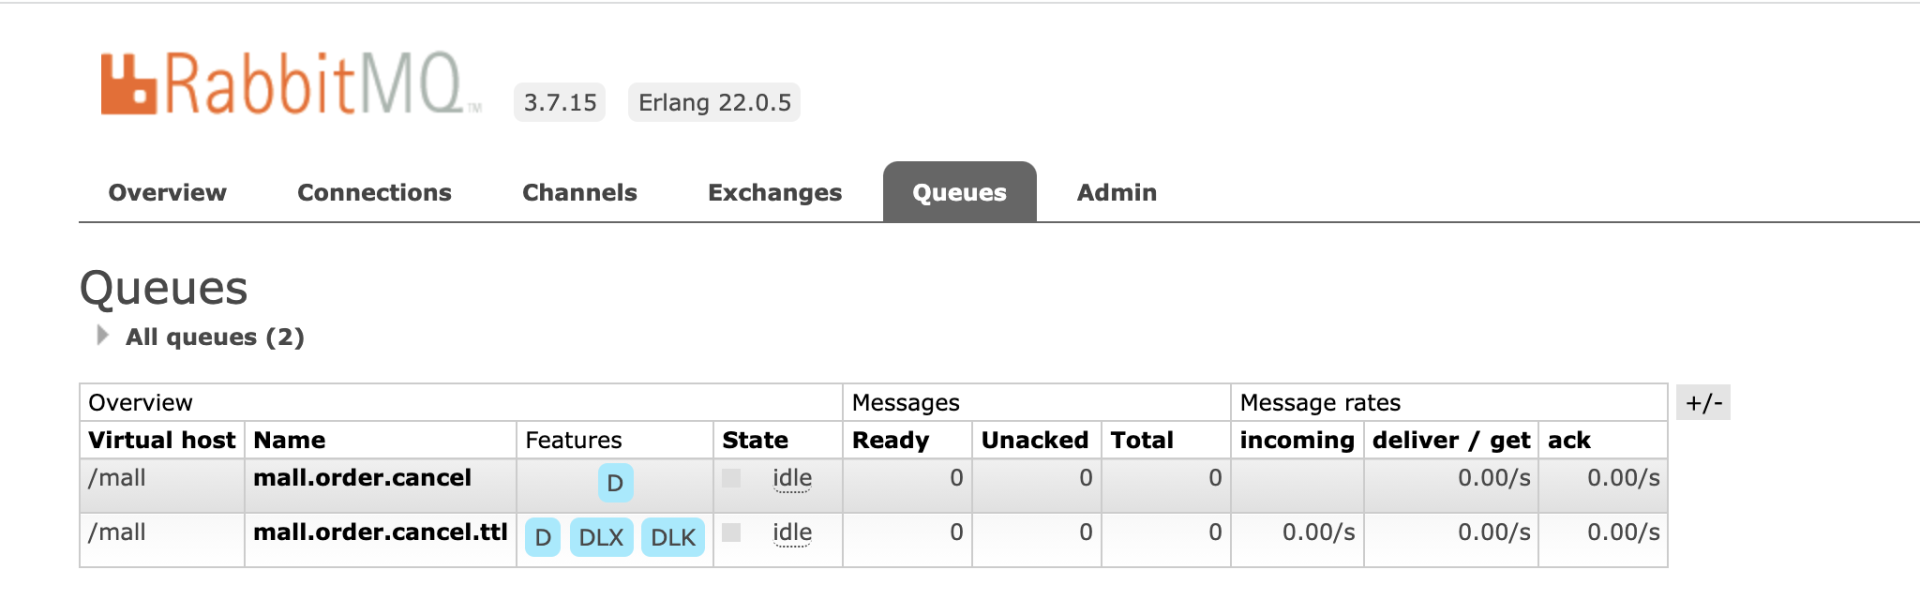 RabbitMQ TM 3.7.15 Erlang 22.0.5
Overview Connections Channels Exchanges Queues Admin
Queues
All queues (2)
Overview Messages Message rates +/-
Virtual host Name Features State Ready Unacked Total incoming deliver / get ack
/mall mall.order.cancel D idle 0 0 0 0.00/s 0.00/s
/mall mall.order.cancel.ttl D DLX DLK idle 0 0 0 0.00/s 0.00/s 0.00/s